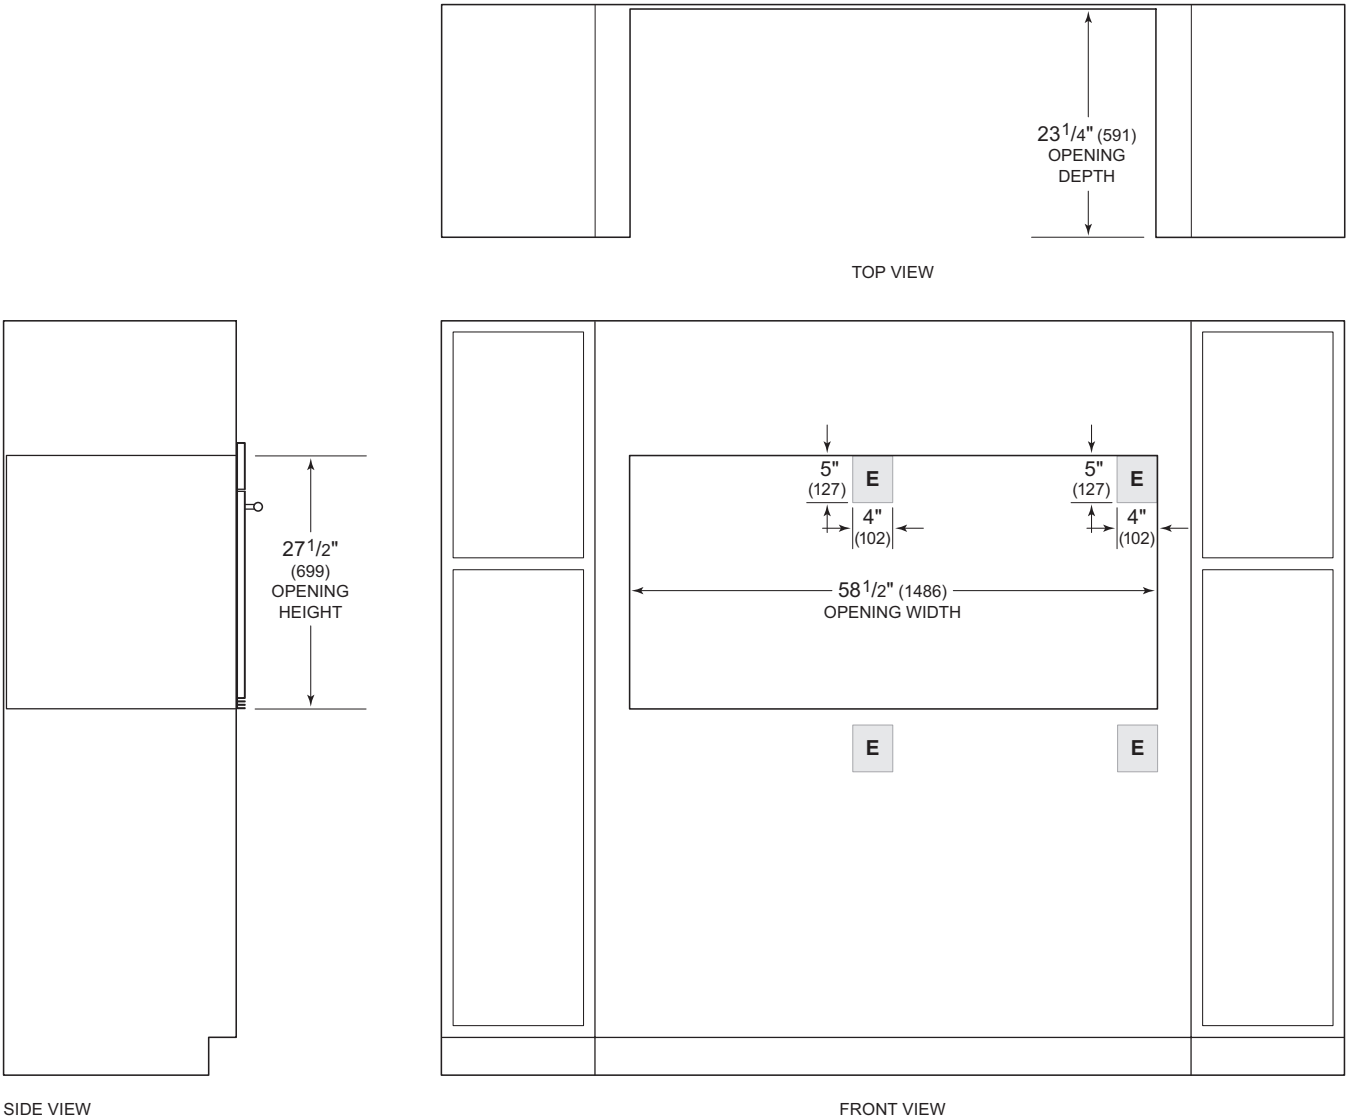 23 1/4" (591)
OPENING
DEPTH
TOP VIEW
27 1/2"
(699)
OPENING
HEIGHT
5"
(127)
E
4"
(102)
5"
(127)
E
4"
(102)
58 1/2" (1486)
OPENING WIDTH
E
E
SIDE VIEW
FRONT VIEW